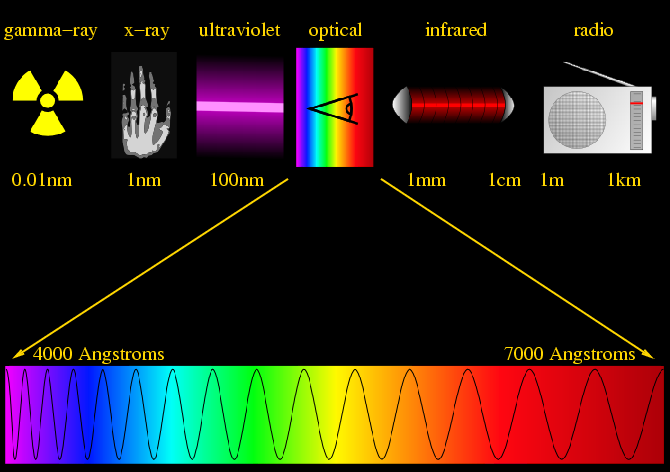 gamma-ray x-ray ultraviolet optical infrared radio
0.01nm 1nm 100nm 1mm 1cm 1m 1km
4000 Angstroms 7000 Angstroms